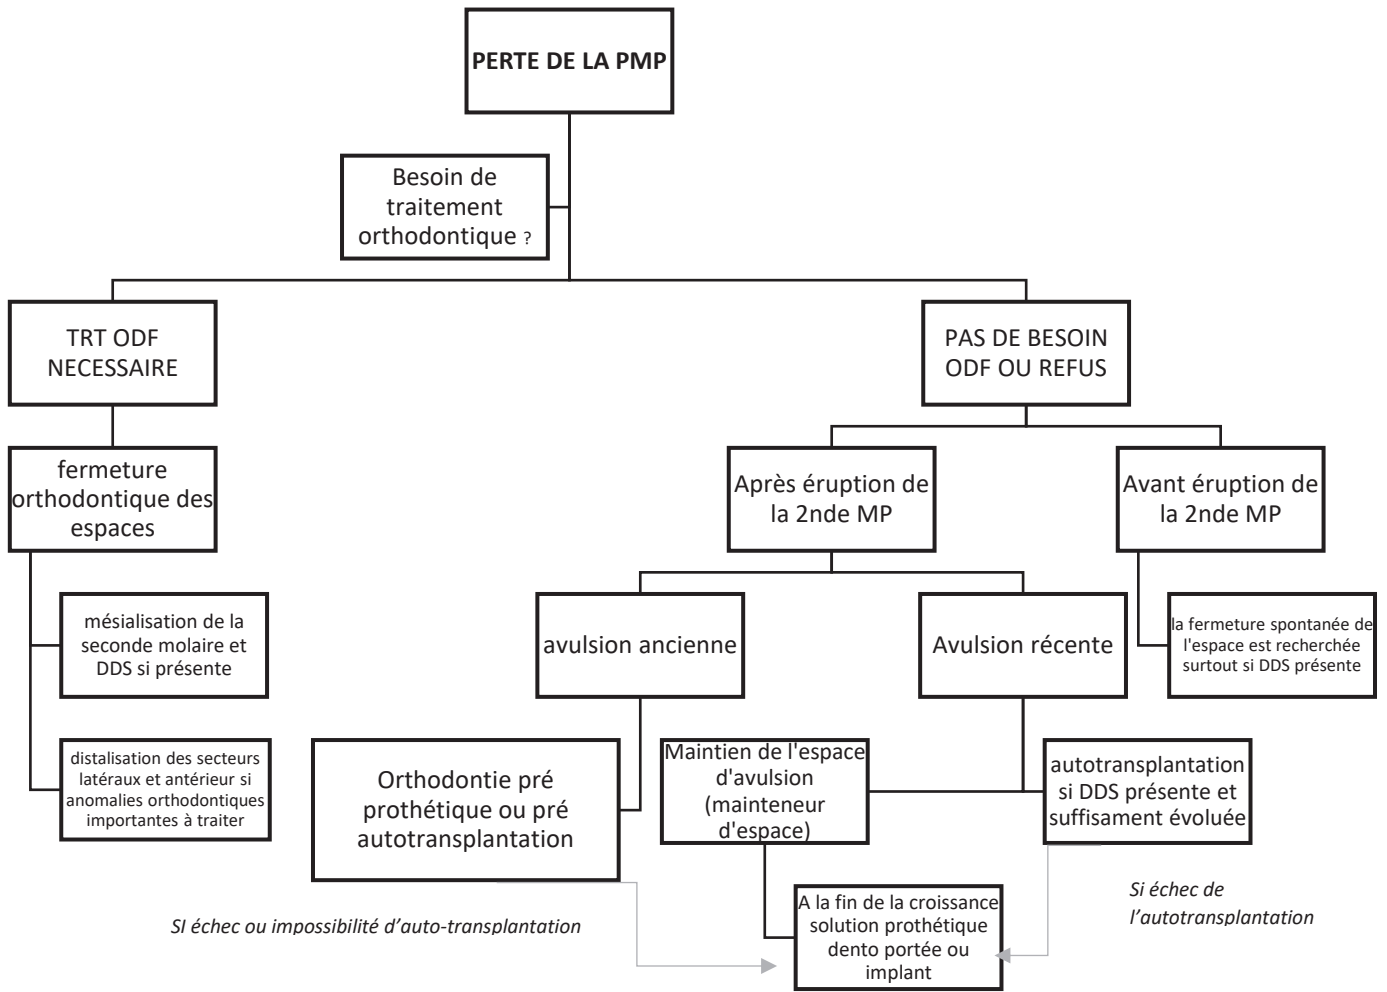 PERTE DE LA PMP
Besoin de
traitement
orthodontique ?
TRT ODF
NECESSAIRE
PAS DE BESOIN
ODF OU REFUS
fermeture
orthodontique des
espaces
Après éruption de
la 2nde MP
Avant éruption de
la 2nde MP
mésialisation de la
seconde molaire et
DDS si présente
avulsion ancienne
Avulsion récente
la fermeture spontanée de
l'espace est recherchée
surtout si DDS présente
distalisation des secteurs
latéraux et antérieur si
anomalies orthodontiques
importantes à traiter
Orthodontie pré
prothétique ou pré
autotransplantation
Maintien de l'espace
d'avulsion
(mainteneur
d'espace)
autotransplantation
si DDS présente et
suffisament évoluée
SI échec ou impossibilité d’auto-transplantation
A la fin de la croissance
solution prothétique
dento portée ou
implant
Si échec de
l’autotransplantation